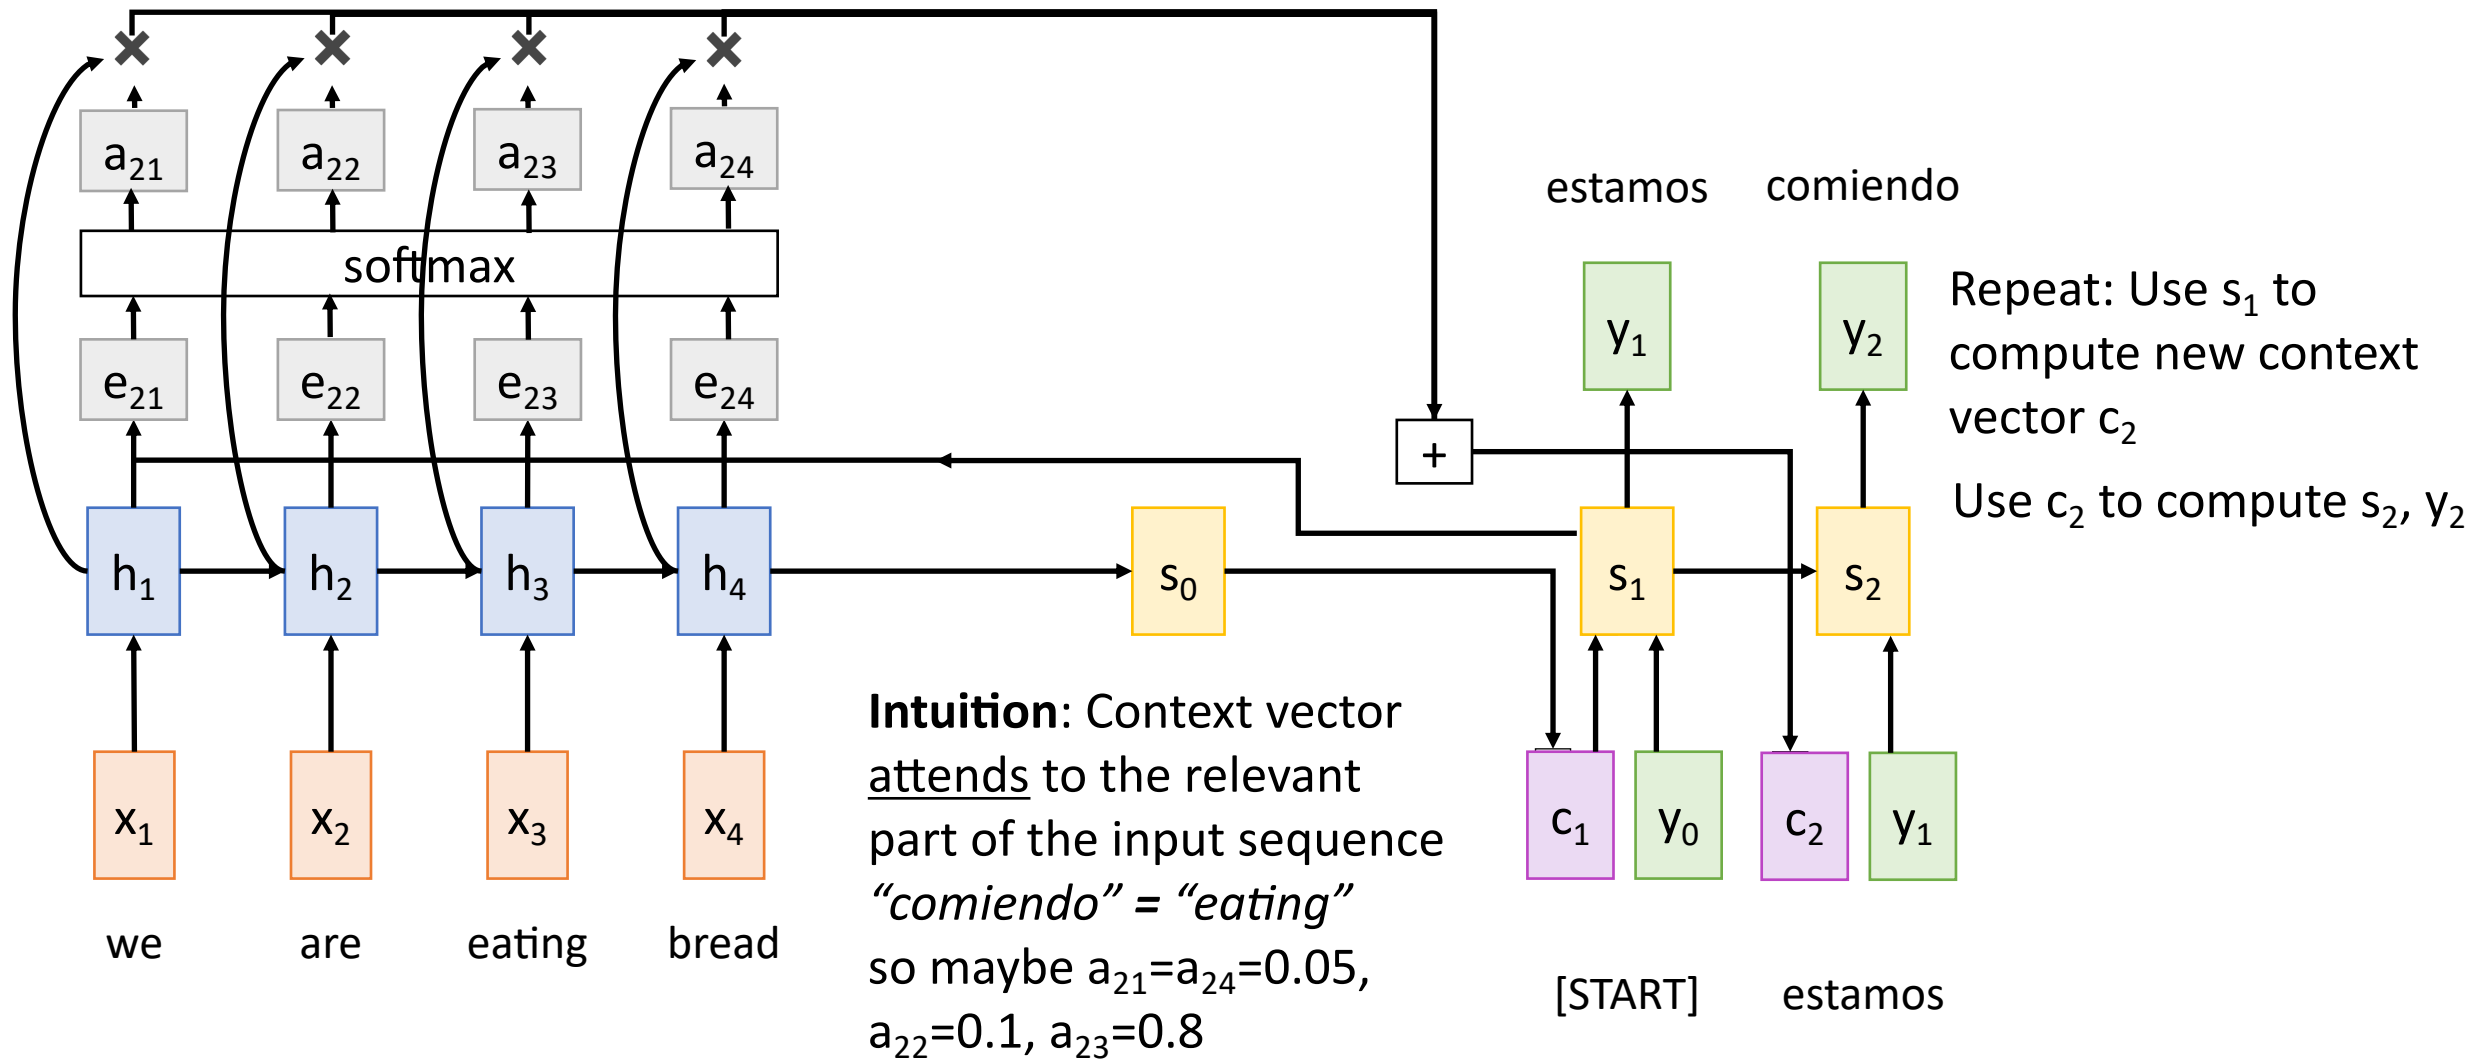 a₂₁ a₂₂ a₂₃ a₂₄
estamos comiendo
softmax
Repeat: Use s₁ to
compute new context
vector c₂
y₁ y₂
e₂₁ e₂₂ e₂₃ e₂₄
+
Use c₂ to compute s₂, y₂
h₁ h₂ h₃ h₄ s₀ s₁ s₂
Intuition: Context vector
attends to the relevant
part of the input sequence
“comiendo” = “eating”
so maybe a₂₁=a₂₄=0.05,
a₂₂=0.1, a₂₃=0.8
x₁ x₂ x₃ x₄
c₁ y₀ c₂ y₁
we are eating bread
[START] estamos